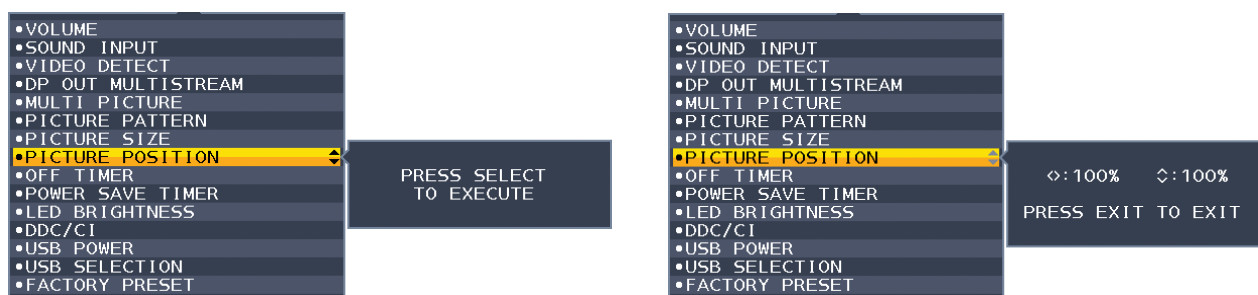 •VOLUME
•SOUND INPUT
•VIDEO DETECT
•DP OUT MULTISTREAM
•MULTI PICTURE
•PICTURE PATTERN
•PICTURE SIZE
•PICTURE POSITION
•OFF TIMER
•POWER SAVE TIMER
•LED BRIGHTNESS
•DDC/CI
•USB POWER
•USB SELECTION
•FACTORY PRESET
PRESS SELECT
TO EXECUTE
•VOLUME
•SOUND INPUT
•VIDEO DETECT
•DP OUT MULTISTREAM
•MULTI PICTURE
•PICTURE PATTERN
•PICTURE SIZE
•PICTURE POSITION
•OFF TIMER
•POWER SAVE TIMER
•LED BRIGHTNESS
•DDC/CI
•USB POWER
•USB SELECTION
•FACTORY PRESET
:100% :100%
PRESS EXIT TO EXIT